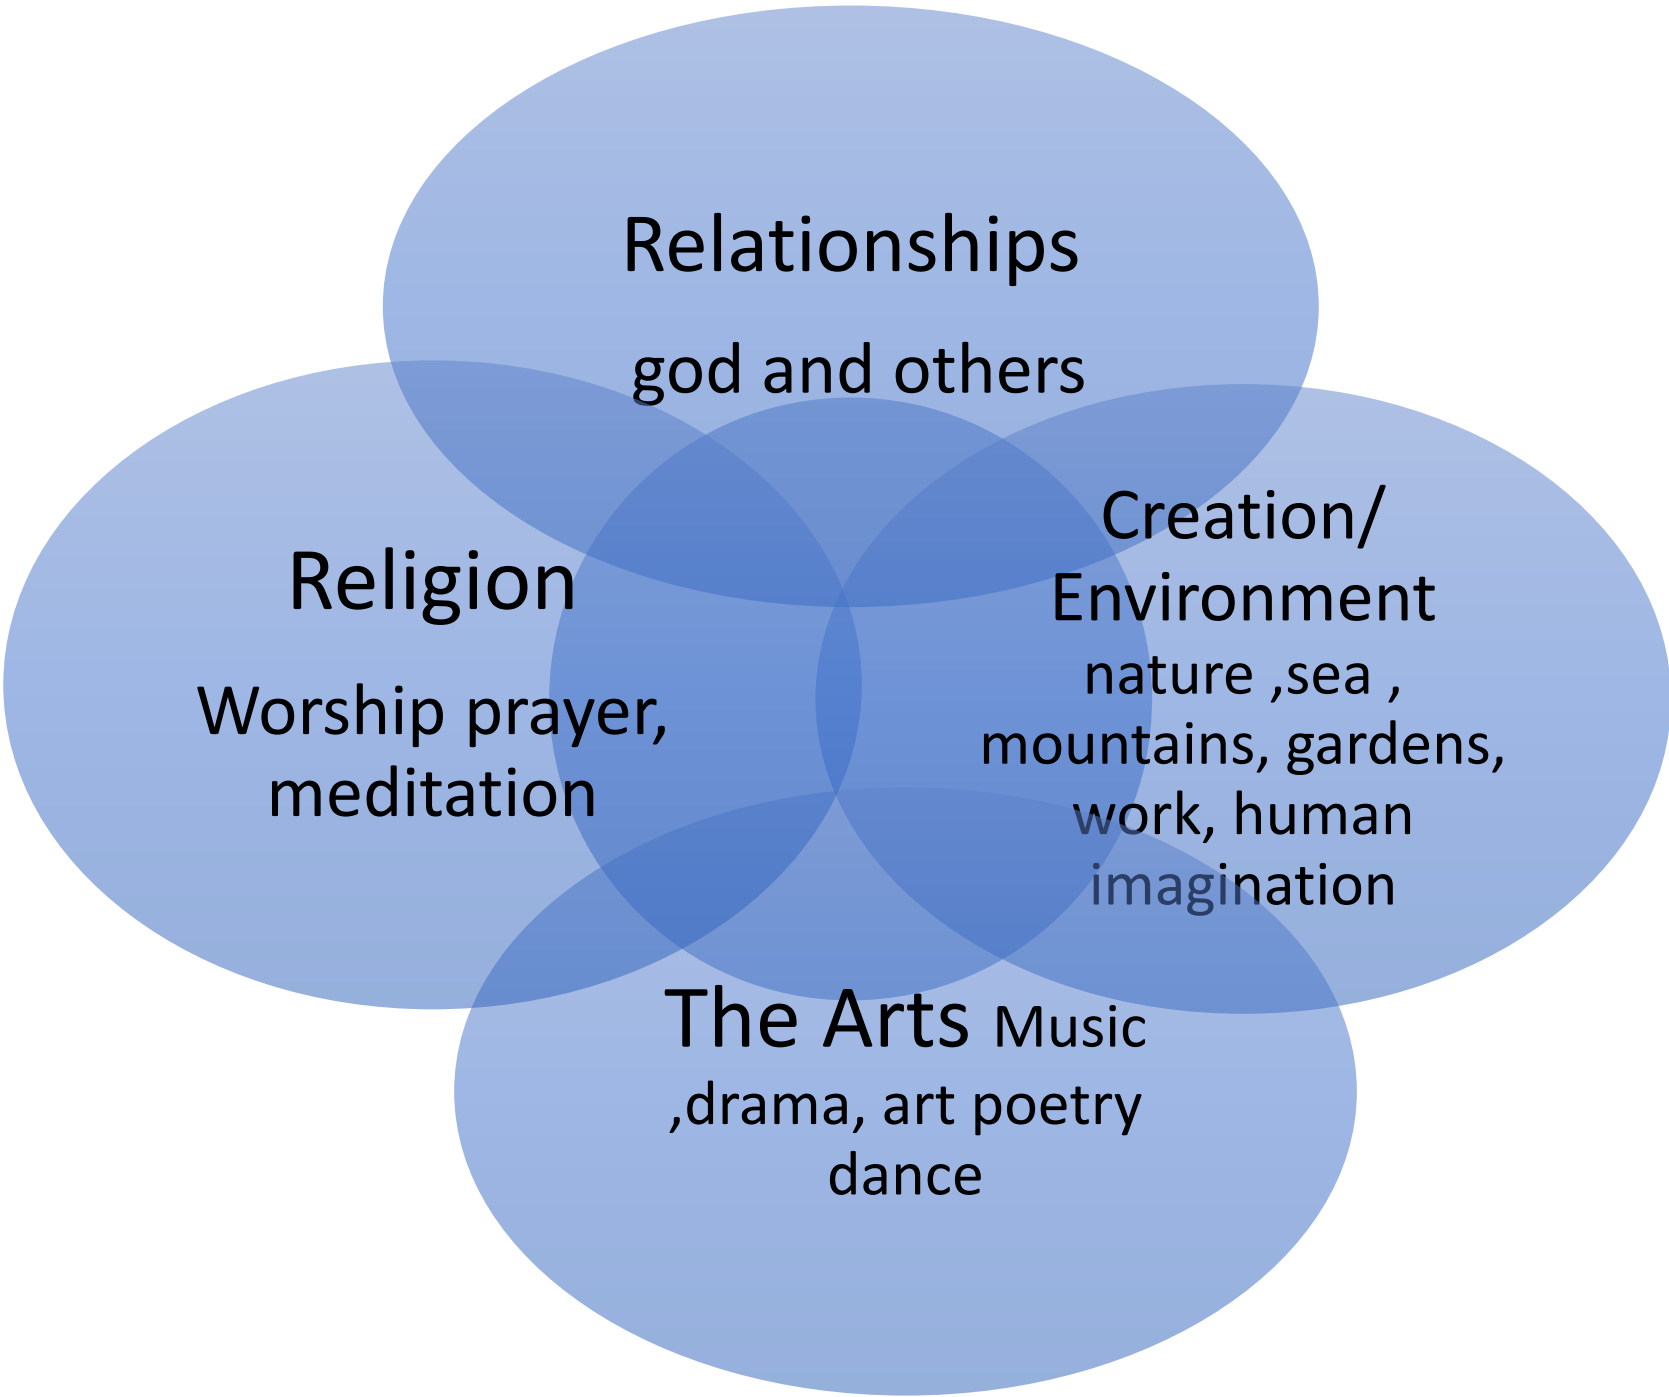 Relationships
god and others
Religion
Worship prayer,
meditation
Creation/
Environment
nature ,sea ,
mountains, gardens,
work, human
imagination
The Arts Music
,drama, art poetry
dance